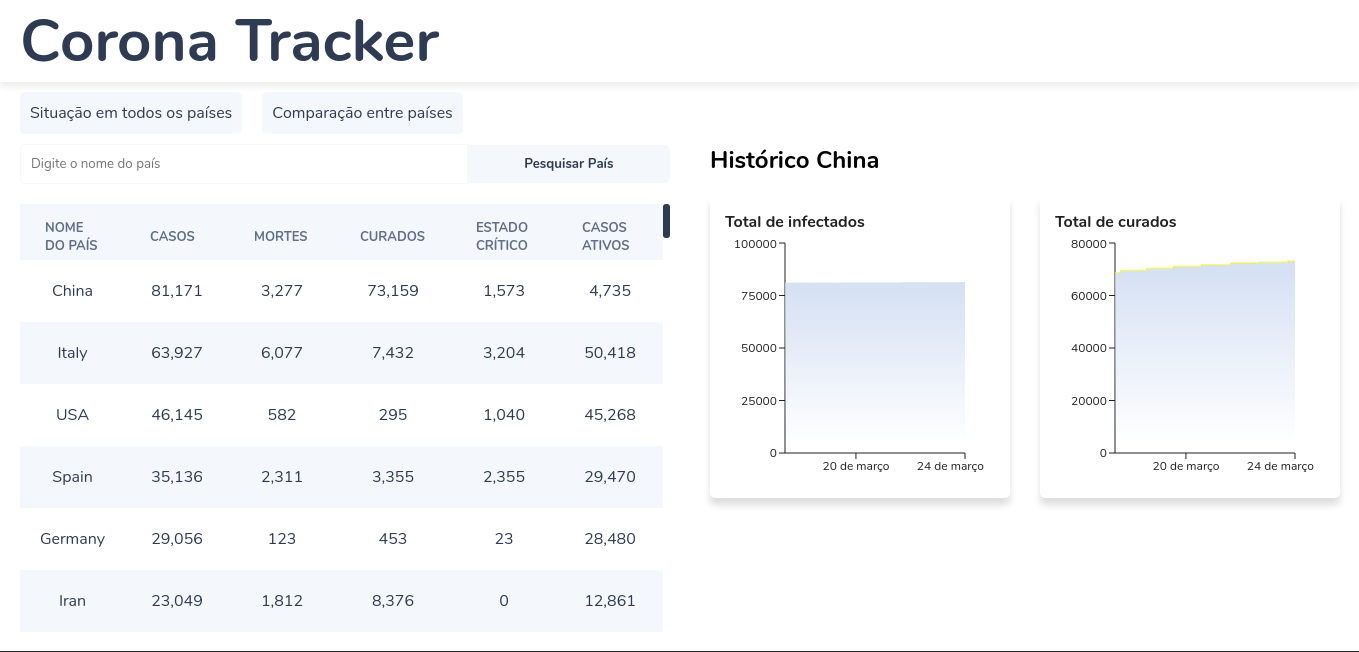 Corona Tracker
Situação em todos os países Comparação entre países
Digite o nome do país Pesquisar País
NOME DO PAÍS CASOS MORTES CURADOS ESTADO CRÍTICO CASOS ATIVOS
China 81,171 3,277 73,159 1,573 4,735
Italy 63,927 6,077 7,432 3,204 50,418
USA 46,145 582 295 1,040 45,268
Spain 35,136 2,311 3,355 2,355 29,470
Germany 29,056 123 453 23 28,480
Iran 23,049 1,812 8,376 0 12,861
Histórico China
Total de infectados
100000
75000
50000
25000
0
20 de março 24 de março
Total de curados
80000
60000
40000
20000
0
20 de março 24 de março